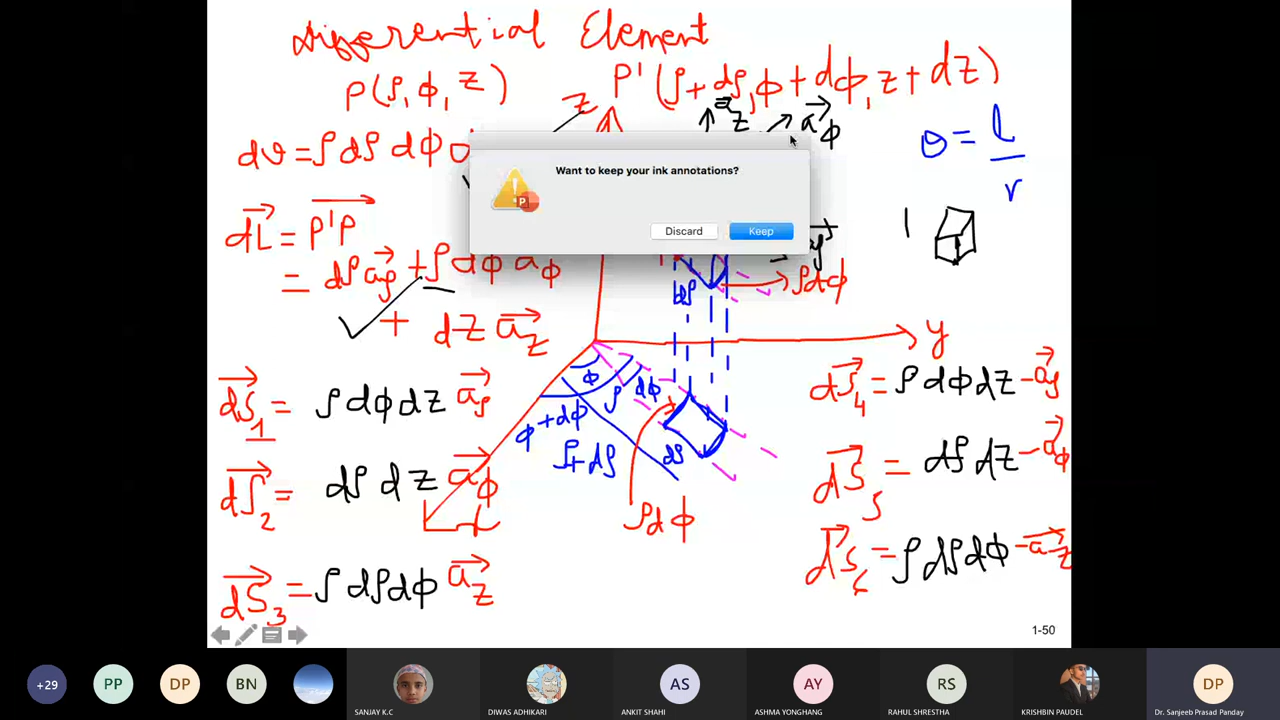 Differential Element
P(ρ, φ, z) P'(ρ+dρ, φ+dφ, z+dz)
z
a⃗z
a⃗φ
dv = ρ dρ dφ
θ = l/r
Want to keep your ink annotations?
Discard Keep
dL⃗ = P'P⃗
= dρ a⃗ρ + ρ dφ a⃗φ
+ dz a⃗z
dρ
ρdφ
y
φ
ρ
dφ
φ+dφ
ρ+dρ
dρ
ρdφ
dS⃗1 = ρ dφ dz a⃗ρ
dS⃗2 = dρ dz a⃗φ
dS⃗3 = ρ dρ dφ a⃗z
dS⃗4 = ρ dφ dz -a⃗ρ
dS⃗5 = dρ dz -a⃗φ
dS⃗6 = ρ dρ dφ -a⃗z
1-50
+29 PP DP BN AS AY RS DP
SANJAY K.C DIWAS ADHIKARI ANKIT SHAHI ASHMA YONGHANG RAHUL SHRESTHA KRISHBIN PAUDEL Dr. Sanjeeb Prasad Panday